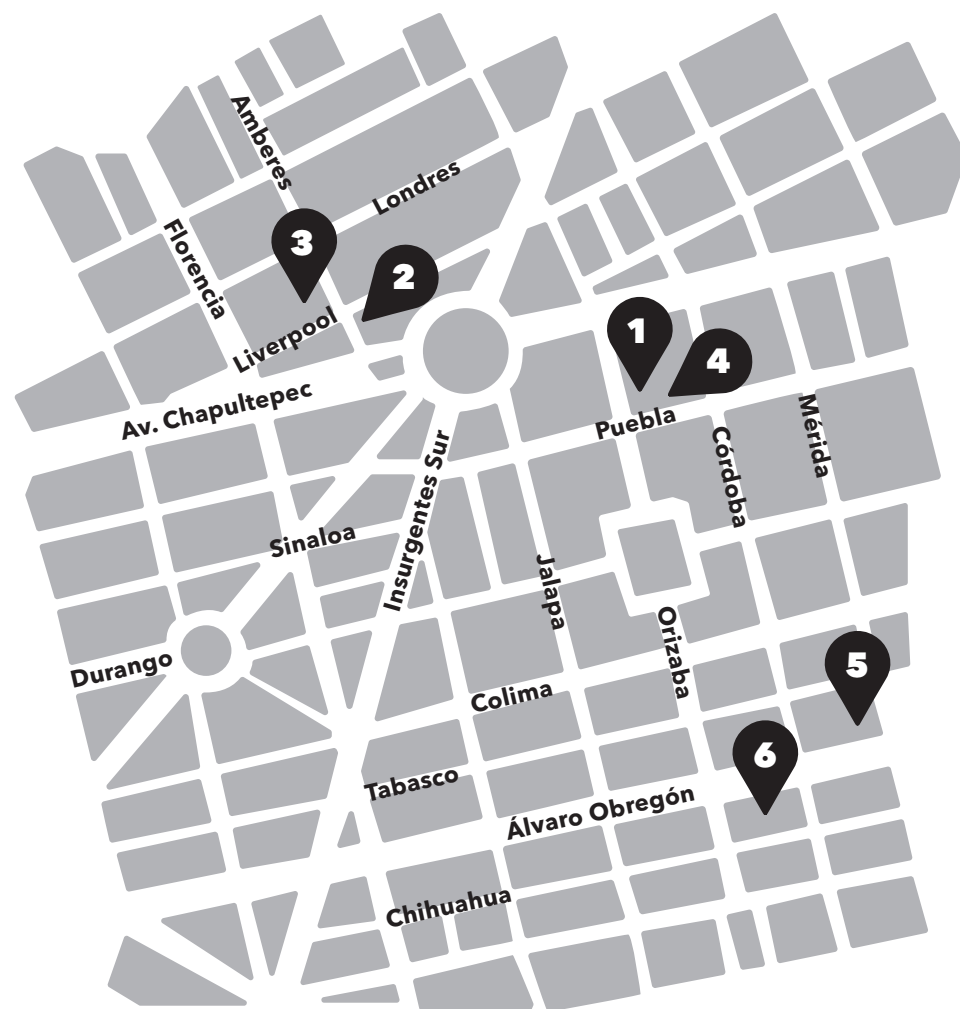 Amberes
Londres
Florencia
3
2
Liverpool
1
4
Av. Chapultepec
Puebla
Mérida
Córdoba
Insurgentes Sur
Sinaloa
Jalapa
Orizaba
Durango
5
Colima
6
Tabasco
Álvaro Obregón
Chihuahua